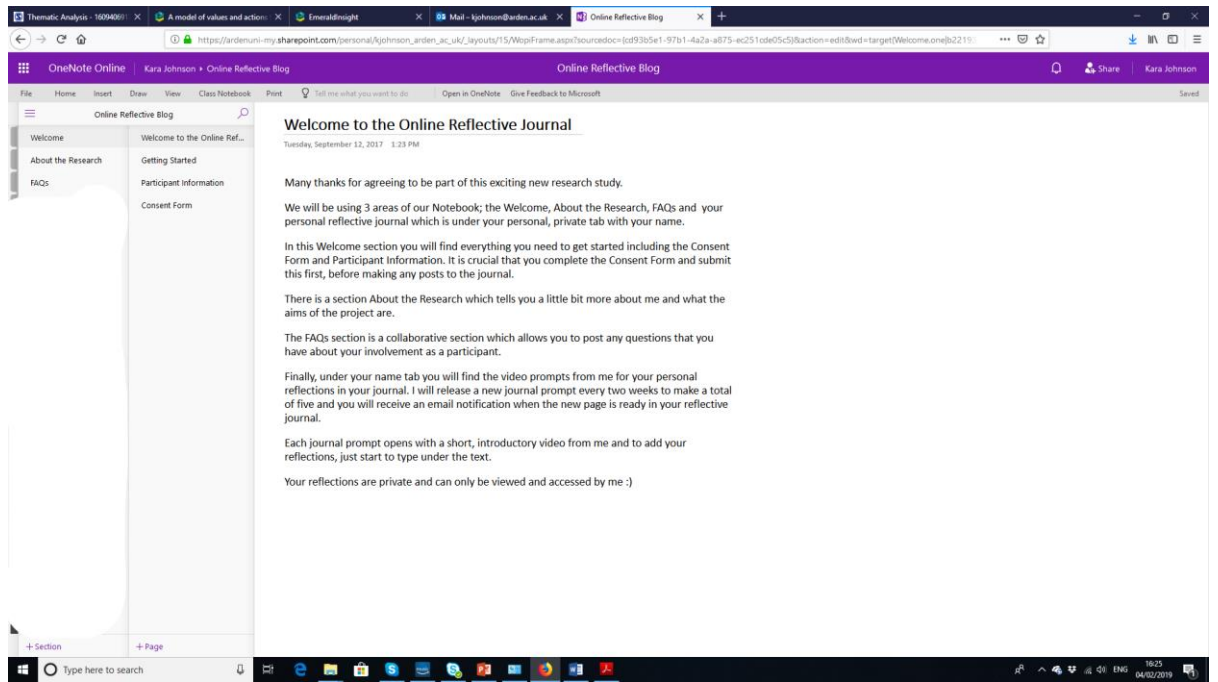 Thematic Analysis - 16094069
A model of values and action
EmeraldInsight
Mail – kjohnson@arden.ac.uk
Online Reflective Blog
OneNote Online
Kara Johnson › Online Reflective Blog
Online Reflective Blog
Share
Kara Johnson
File Home Insert Draw View Class Notebook Print Tell me what you want to do Open in OneNote Give Feedback to Microsoft
Saved
Online Reflective Blog
Welcome
About the Research
FAQs
+ Section
Welcome to the Online Ref...
Getting Started
Participant Information
Consent Form
+ Page
Welcome to the Online Reflective Journal
Tuesday, September 12, 2017 1:23 PM
Many thanks for agreeing to be part of this exciting new research study.
We will be using 3 areas of our Notebook; the Welcome, About the Research, FAQs and your
personal reflective journal which is under your personal, private tab with your name.
In this Welcome section you will find everything you need to get started including the Consent
Form and Participant Information. It is crucial that you complete the Consent Form and submit
this first, before making any posts to the journal.
There is a section About the Research which tells you a little bit more about me and what the
aims of the project are.
The FAQs section is a collaborative section which allows you to post any questions that you
have about your involvement as a participant.
Finally, under your name tab you will find the video prompts from me for your personal
reflections in your journal. I will release a new journal prompt every two weeks to make a total
of five and you will receive an email notification when the new page is ready in your reflective
journal.
Each journal prompt opens with a short, introductory video from me and to add your
reflections, just start to type under the text.
Your reflections are private and can only be viewed and accessed by me :)
Type here to search
ENG
16:25
04/02/2019